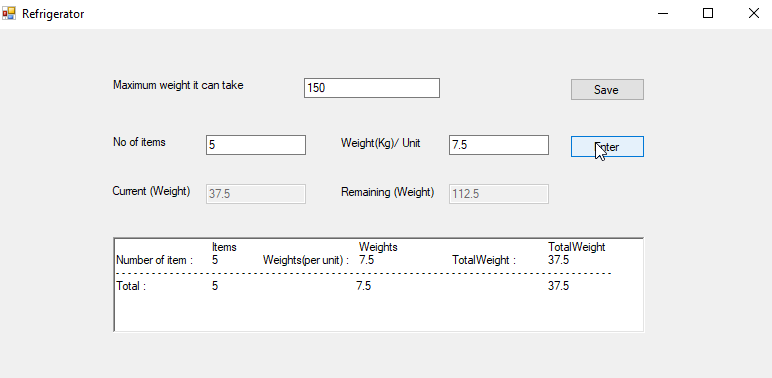 Refrigerator
Maximum weight it can take 150 Save
No of items 5 Weight(Kg)/ Unit 7.5
Current (Weight) 37.5 Remaining (Weight) 112.5
Items Weights TotalWeight
Number of item : 5 Weights(per unit) : 7.5 TotalWeight : 37.5
Total : 5 7.5 37.5